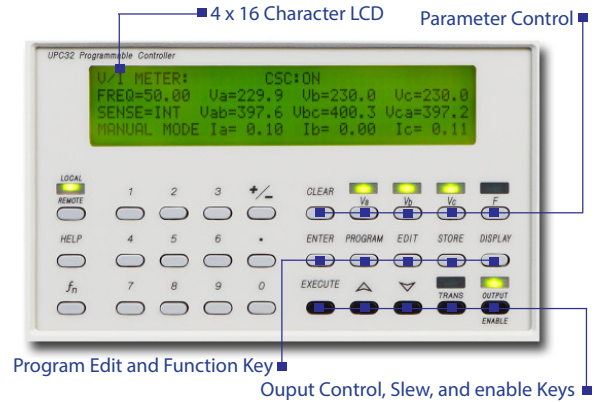 4 x 16 Character LCD
Parameter Control
UPC32 Programmable Controller
V/I METER: CSC:ON
FREQ=50.00 Va=229.9 Vb=230.0 Vc=230.0
SENSE=INT Vab=397.6 Vbc=400.3 Vca=397.2
MANUAL MODE Ia= 0.10 Ib= 0.00 Ic= 0.11
LOCAL
REMOTE
1 2 3 +/_ CLEAR Va Vb Vc F
HELP 4 5 6 . ENTER PROGRAM EDIT STORE DISPLAY
fn 7 8 9 0 EXECUTE TRANS OUTPUT
ENABLE
Program Edit and Function Key
Ouput Control, Slew, and enable Keys